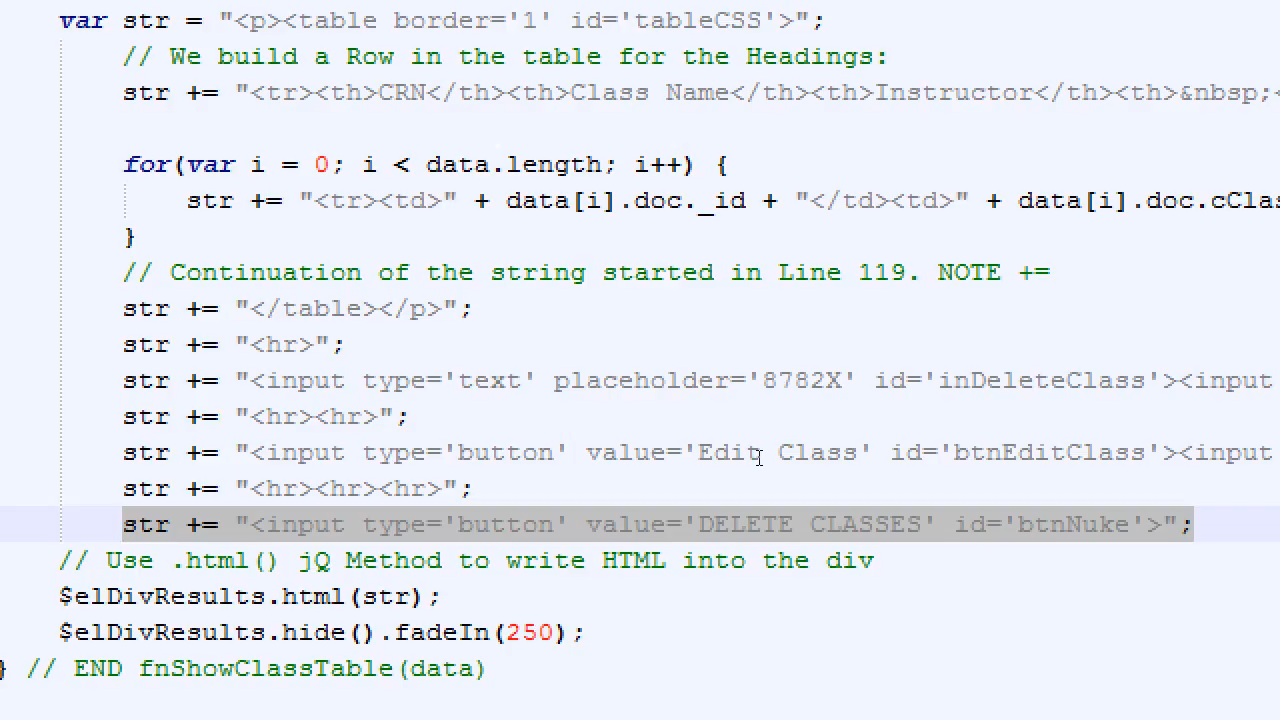 var str = "<p><table border='1' id='tableCSS'>";
// We build a Row in the table for the Headings:
str += "<tr><th>CRN</th><th>Class Name</th><th>Instructor</th><th>&nbsp;<
for(var i = 0; i < data.length; i++) {
str += "<tr><td>" + data[i].doc._id + "</td><td>" + data[i].doc.cClas
}
// Continuation of the string started in Line 119. NOTE +=
str += "</table></p>";
str += "<hr>";
str += "<input type='text' placeholder='8782X' id='inDeleteClass'><input
str += "<hr><hr>";
str += "<input type='button' value='Edit Class' id='btnEditClass'><input
str += "<hr><hr><hr>";
str += "<input type='button' value='DELETE CLASSES' id='btnNuke'>";
// Use .html() jQ Method to write HTML into the div
$elDivResults.html(str);
$elDivResults.hide().fadeIn(250);
} // END fnShowClassTable(data)